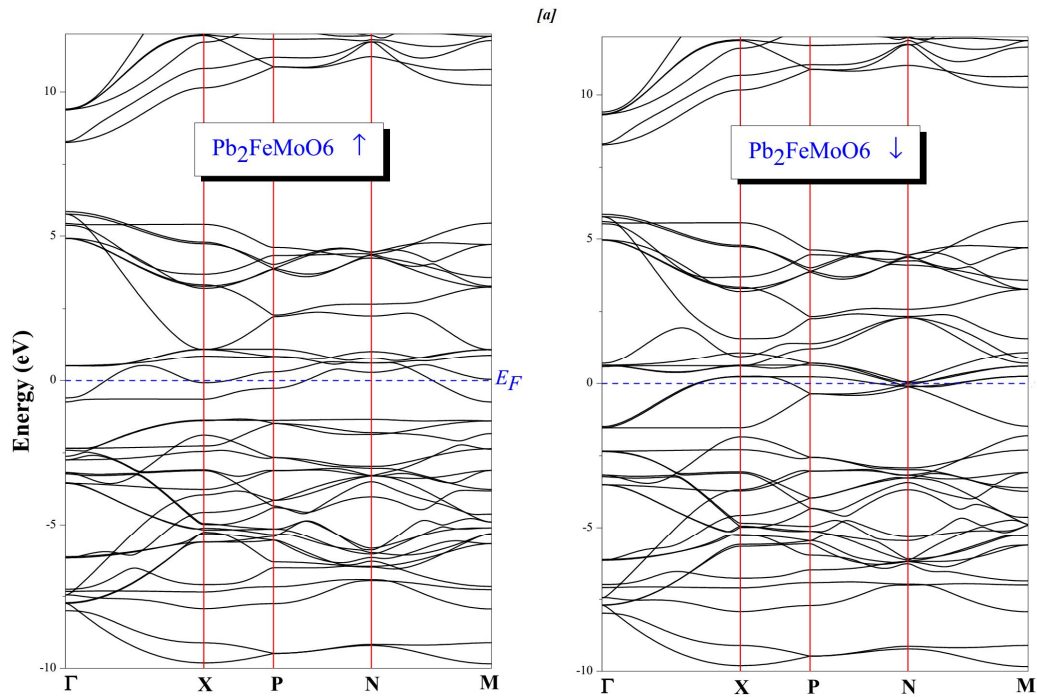 [a]
Pb2FeMoO6 ↑
Energy (eV)
10
5
0
-5
-10
EF
Γ X P N M
Pb2FeMoO6 ↓
10
5
0
-5
-10
Γ X P N M